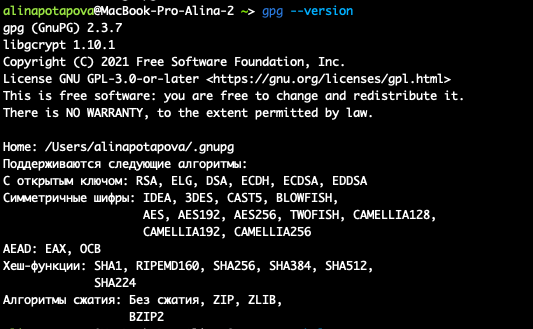 alinapotapova@MacBook-Pro-Alina-2 ~> gpg --version
gpg (GnuPG) 2.3.7
libgcrypt 1.10.1
Copyright (C) 2021 Free Software Foundation, Inc.
License GNU GPL-3.0-or-later <https://gnu.org/licenses/gpl.html>
This is free software: you are free to change and redistribute it.
There is NO WARRANTY, to the extent permitted by law.

Home: /Users/alinapotapova/.gnupg
Поддерживаются следующие алгоритмы:
С открытым ключом: RSA, ELG, DSA, ECDH, ECDSA, EDDSA
Симметричные шифры: IDEA, 3DES, CAST5, BLOWFISH,
AES, AES192, AES256, TWOFISH, CAMELLIA128,
CAMELLIA192, CAMELLIA256
AEAD: EAX, OCB
Хеш-функции: SHA1, RIPEMD160, SHA256, SHA384, SHA512,
SHA224
Алгоритмы сжатия: Без сжатия, ZIP, ZLIB,
BZIP2